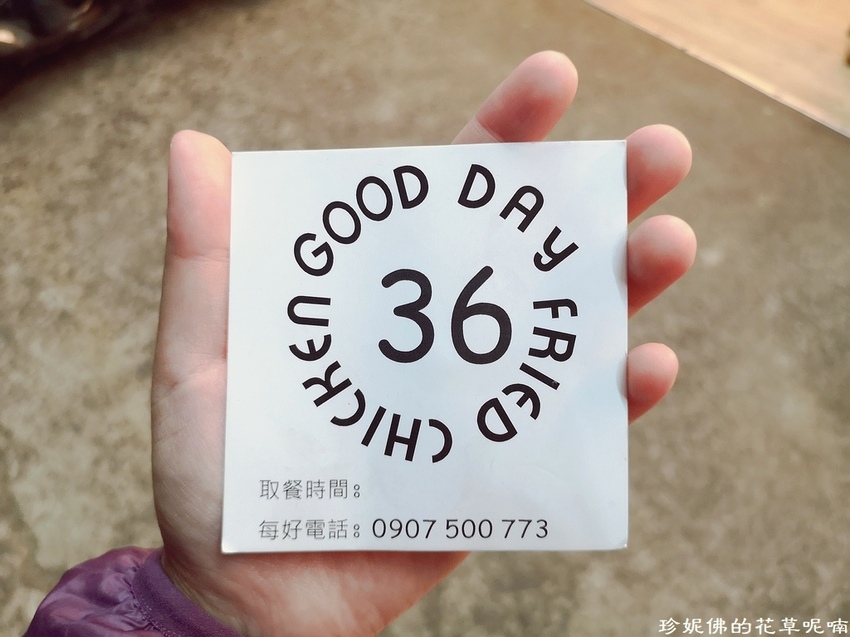 GOOD DAY FRIED CHICKEN
36
取餐時間:
每好電話: 0907 500 773
珍妮佛的花草呢喃